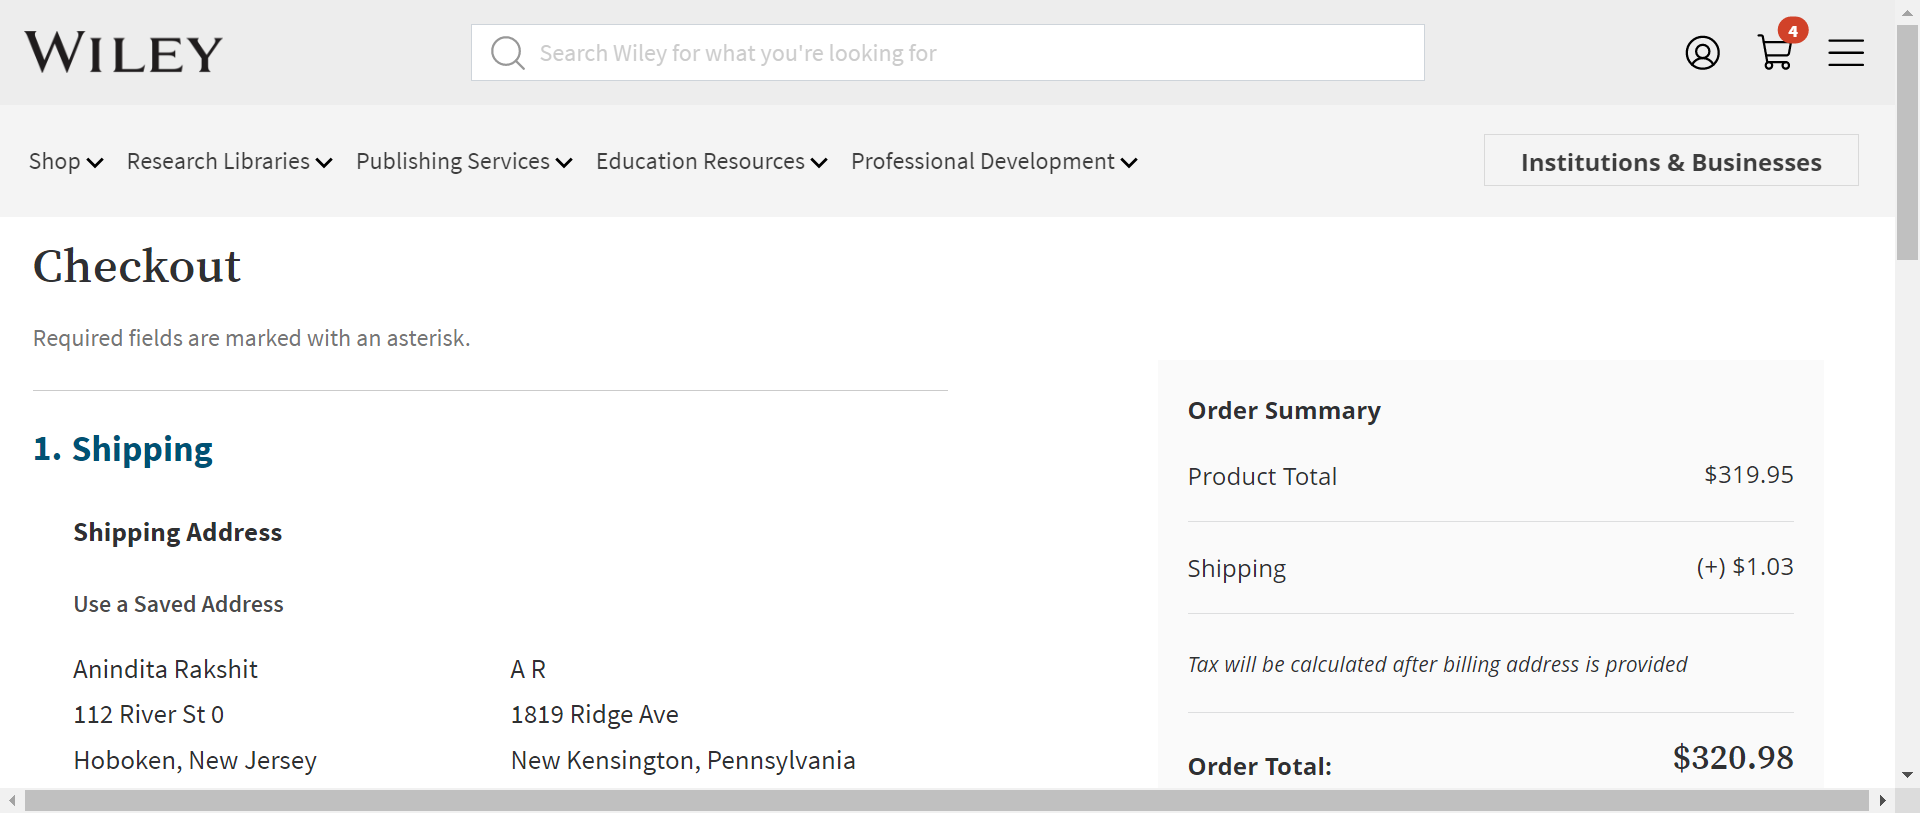 WILEY
Search Wiley for what you're looking for
4
Shop Research Libraries Publishing Services Education Resources Professional Development
Institutions & Businesses
Checkout
Required fields are marked with an asterisk.
1. Shipping
Shipping Address
Use a Saved Address
Anindita Rakshit
112 River St 0
Hoboken, New Jersey
A R
1819 Ridge Ave
New Kensington, Pennsylvania
Order Summary
Product Total $319.95
Shipping (+) $1.03
Tax will be calculated after billing address is provided
Order Total: $320.98